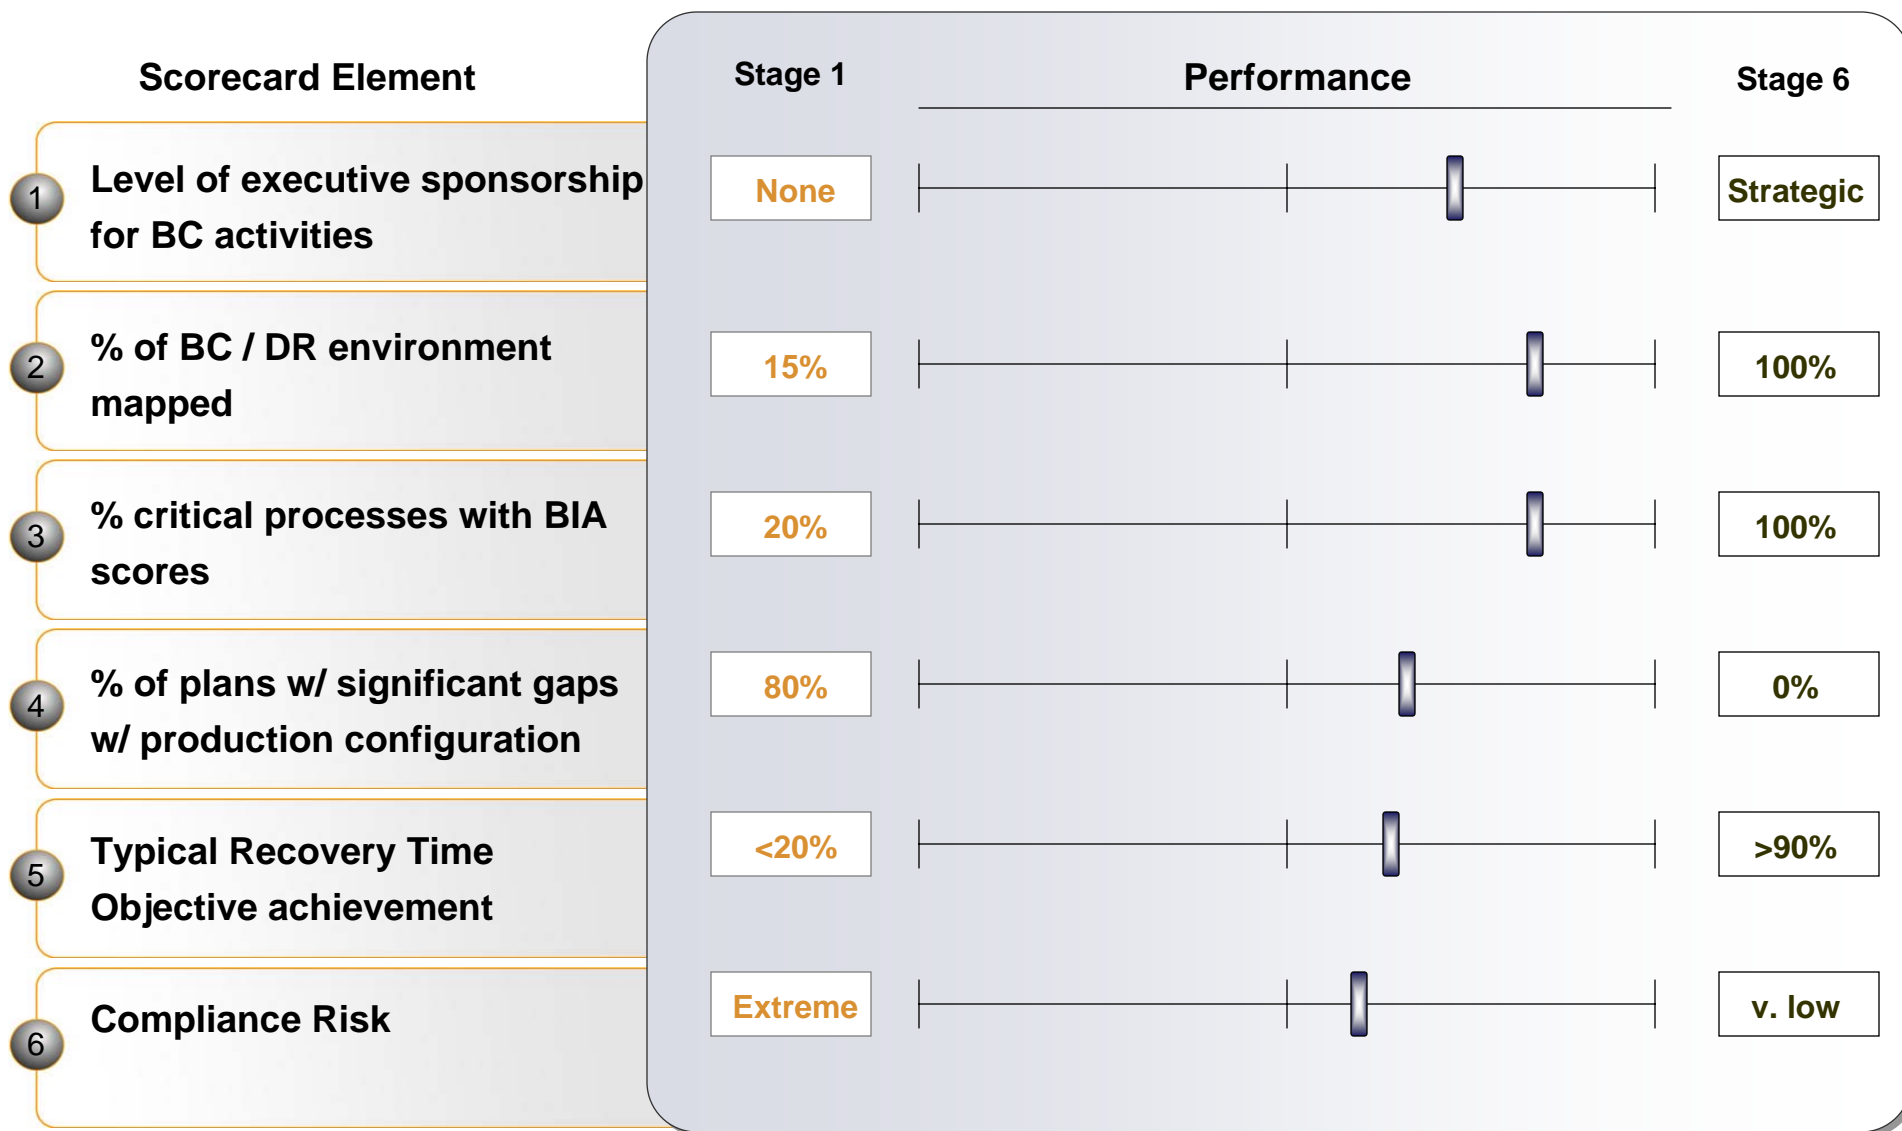 Scorecard Element
Stage 1
Performance
Stage 6
1
Level of executive sponsorship
for BC activities
None
Strategic
2
% of BC / DR environment
mapped
15%
100%
3
% critical processes with BIA
scores
20%
100%
4
% of plans w/ significant gaps
w/ production configuration
80%
0%
5
Typical Recovery Time
Objective achievement
<20%
>90%
6
Compliance Risk
Extreme
v. low